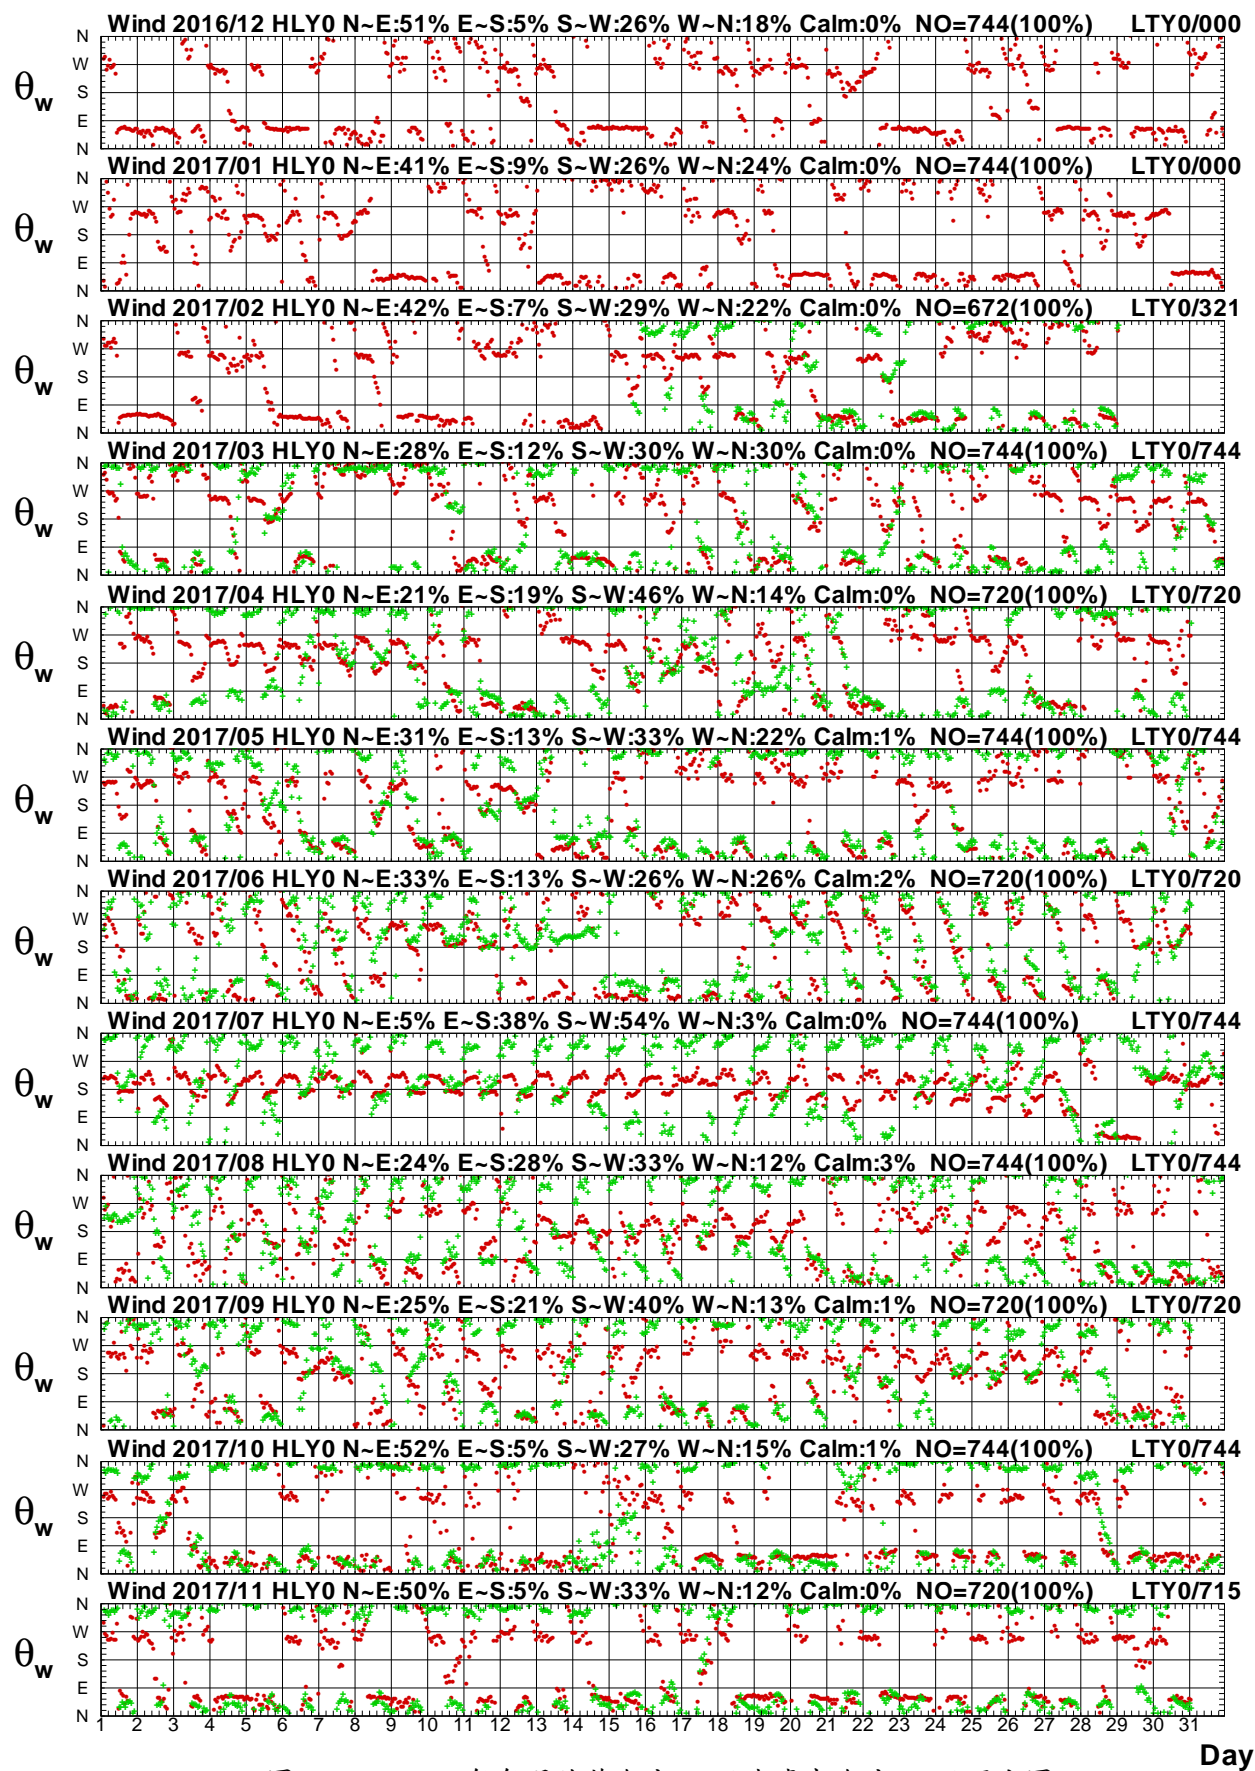 Wind 2016/12 HLY0 N~E:51% E~S:5% S~W:26% W~N:18% Calm:0% NO=744(100%) LTY0/000
N
W
θw
S
E
N
Wind 2017/01 HLY0 N~E:41% E~S:9% S~W:26% W~N:24% Calm:0% NO=744(100%) LTY0/000
N
W
θw
S
E
N
Wind 2017/02 HLY0 N~E:42% E~S:7% S~W:29% W~N:22% Calm:0% NO=672(100%) LTY0/321
N
W
θw
S
E
N
Wind 2017/03 HLY0 N~E:28% E~S:12% S~W:30% W~N:30% Calm:0% NO=744(100%) LTY0/744
N
W
θw
S
E
N
Wind 2017/04 HLY0 N~E:21% E~S:19% S~W:46% W~N:14% Calm:0% NO=720(100%) LTY0/720
N
W
θw
S
E
N
Wind 2017/05 HLY0 N~E:31% E~S:13% S~W:33% W~N:22% Calm:1% NO=744(100%) LTY0/744
N
W
θw
S
E
N
Wind 2017/06 HLY0 N~E:33% E~S:13% S~W:26% W~N:26% Calm:2% NO=720(100%) LTY0/720
N
W
θw
S
E
N
Wind 2017/07 HLY0 N~E:5% E~S:38% S~W:54% W~N:3% Calm:0% NO=744(100%) LTY0/744
N
W
θw
S
E
N
Wind 2017/08 HLY0 N~E:24% E~S:28% S~W:33% W~N:12% Calm:3% NO=744(100%) LTY0/744
N
W
θw
S
E
N
Wind 2017/09 HLY0 N~E:25% E~S:21% S~W:40% W~N:13% Calm:1% NO=720(100%) LTY0/720
N
W
θw
S
E
N
Wind 2017/10 HLY0 N~E:52% E~S:5% S~W:27% W~N:15% Calm:1% NO=744(100%) LTY0/744
N
W
θw
S
E
N
Wind 2017/11 HLY0 N~E:50% E~S:5% S~W:33% W~N:12% Calm:0% NO=720(100%) LTY0/715
N
W
θw
S
E
N
1 2 3 4 5 6 7 8 9 10 11 12 13 14 15 16 17 18 19 20 21 22 23 24 25 26 27 28 29 30 31
Day